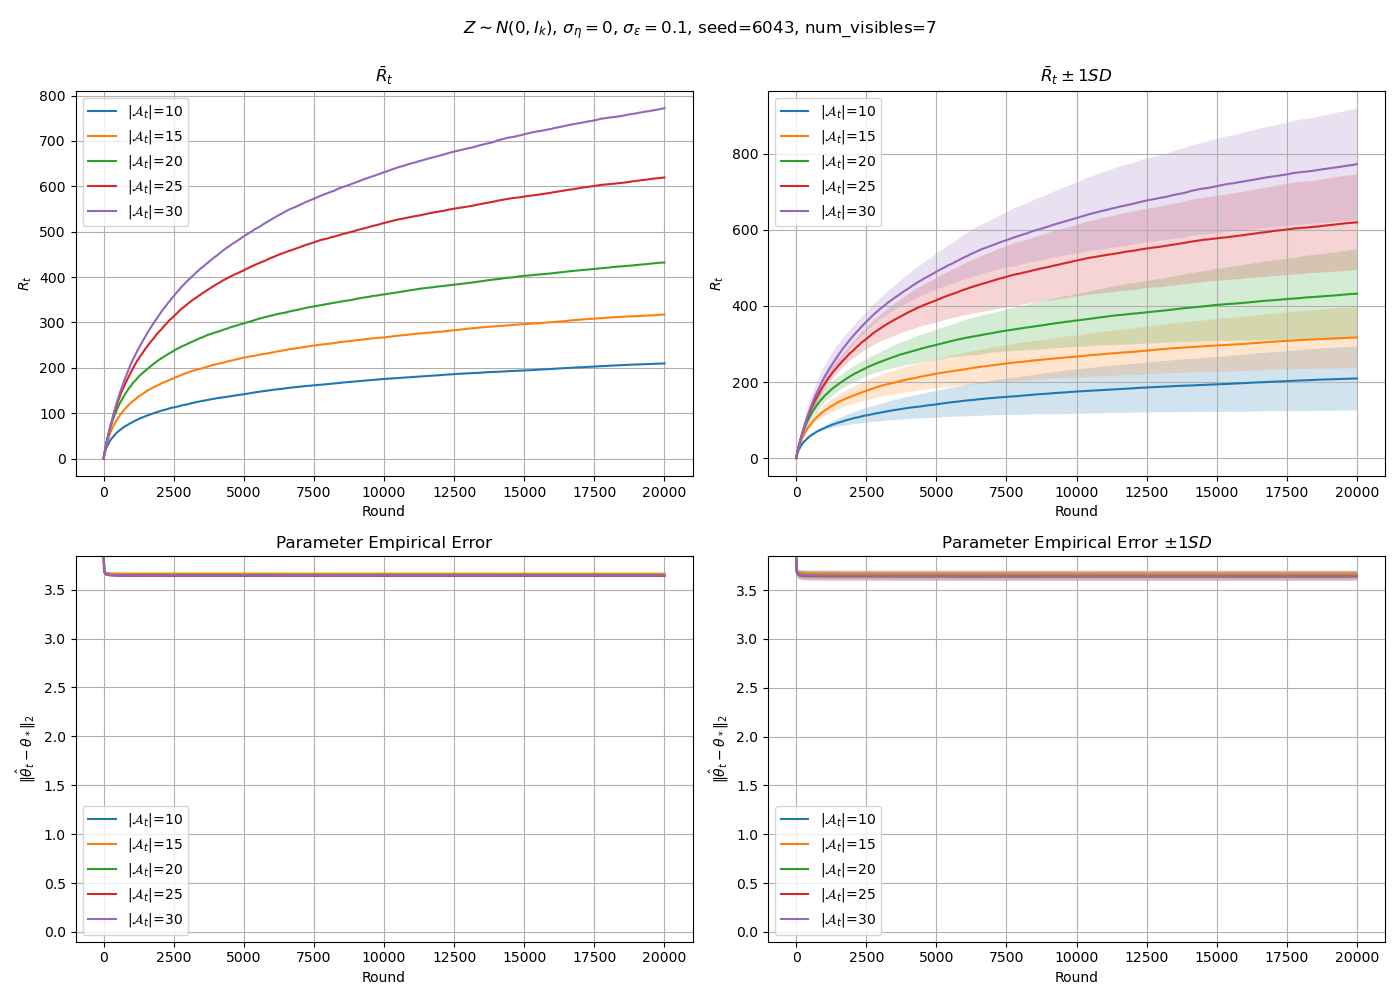 Z ∼ N(0, I_k), σ_η = 0, σ_ε = 0.1, seed=6043, num_visibles=7
R̄_t
800
700
600
500
400
300
200
100
0
R_t
|𝒜_t|=10
|𝒜_t|=15
|𝒜_t|=20
|𝒜_t|=25
|𝒜_t|=30
0 2500 5000 7500 10000 12500 15000 17500 20000
Round
R̄_t ± 1SD
800
600
400
200
0
R_t
|𝒜_t|=10
|𝒜_t|=15
|𝒜_t|=20
|𝒜_t|=25
|𝒜_t|=30
0 2500 5000 7500 10000 12500 15000 17500 20000
Round
Parameter Empirical Error
3.5
3.0
2.5
2.0
1.5
1.0
0.5
0.0
‖θ̂_t − θ_*‖_2
|𝒜_t|=10
|𝒜_t|=15
|𝒜_t|=20
|𝒜_t|=25
|𝒜_t|=30
0 2500 5000 7500 10000 12500 15000 17500 20000
Round
Parameter Empirical Error ±1SD
3.5
3.0
2.5
2.0
1.5
1.0
0.5
0.0
‖θ̂_t − θ_*‖_2
|𝒜_t|=10
|𝒜_t|=15
|𝒜_t|=20
|𝒜_t|=25
|𝒜_t|=30
0 2500 5000 7500 10000 12500 15000 17500 20000
Round